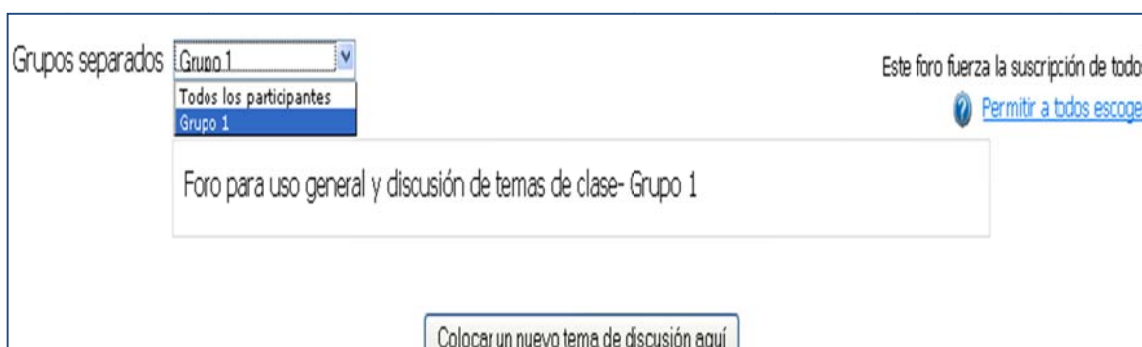 Grupos separados Grupo 1
Este foro fuerza la suscripción de todo
Todos los participantes
Permitir a todos escoge
Grupo 1
Foro para uso general y discusión de temas de clase- Grupo 1
Colocar un nuevo tema de discusión aquí